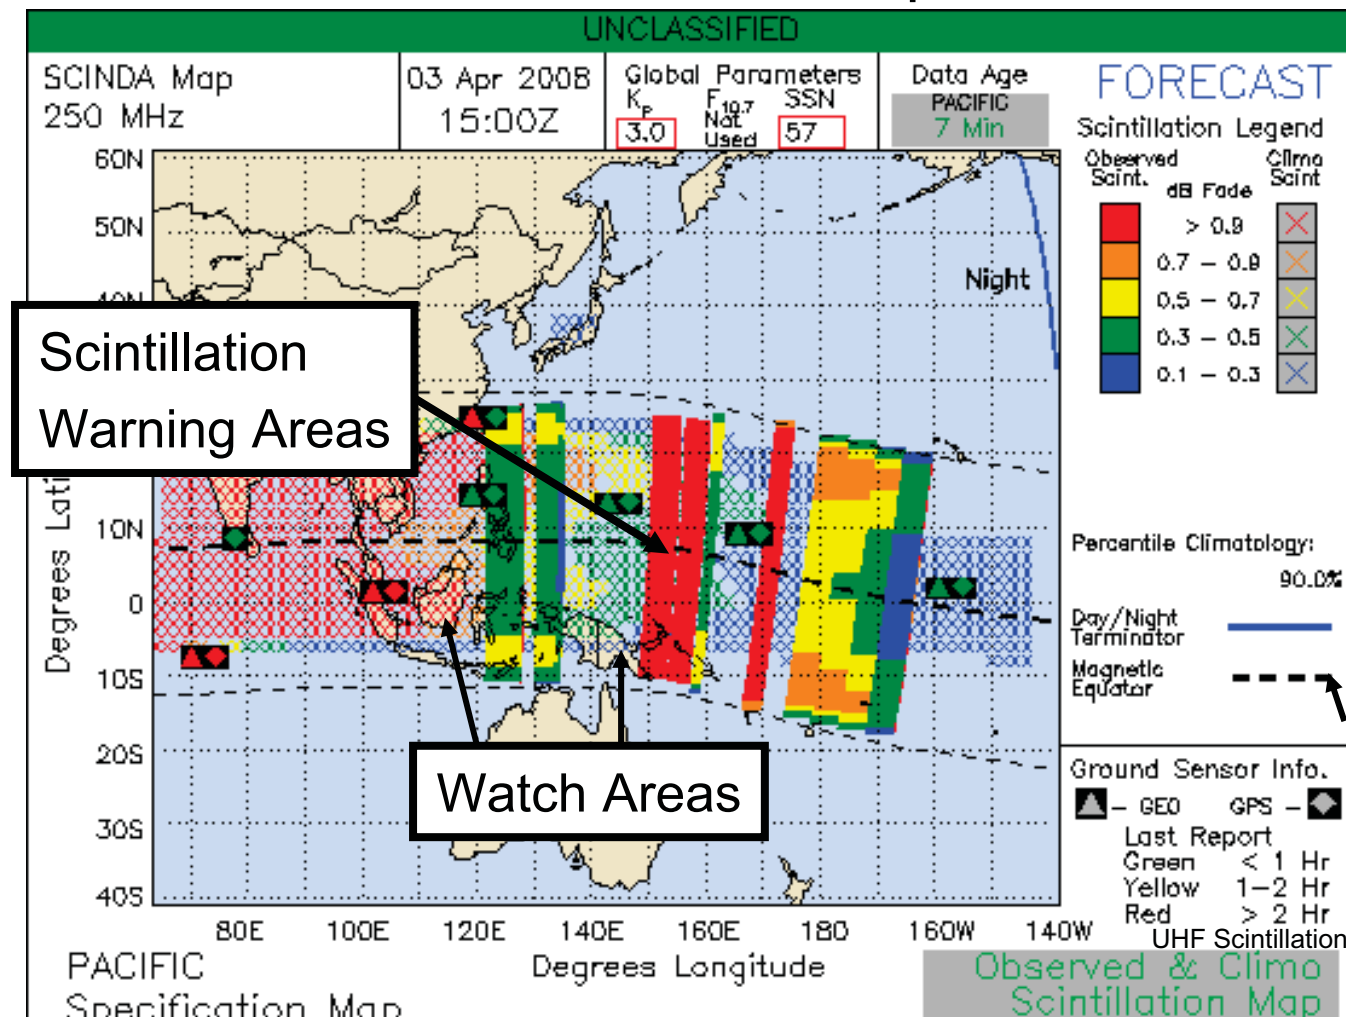 UNCLASSIFIED
SCINDA Map
250 MHz
03 Apr 2008
15:00Z
Global Parameters
Kp
3.0
F10.7
Not
Used
SSN
57
Data Age
PACIFIC
7 Min
FORECAST
Scintillation Legend
Observed
Scint.
dB Fade
Climo
Scint
> 0.9
0.7 - 0.9
0.5 - 0.7
0.3 - 0.5
0.1 - 0.3
60N
50N
40N
10N
0
10S
20S
30S
40S
Night
Scintillation
Warning Areas
Watch Areas
Percentile Climatology:
90.0%
Day/Night
Terminator
Magnetic
Equator
Ground Sensor Info.
- GEO
GPS -
Last Report
Green < 1 Hr
Yellow 1-2 Hr
Red > 2 Hr
80E 100E 120E 140E 160E 180 160W 140W
UHF Scintillation
PACIFIC
Specification Map
Degrees Longitude
Observed & Climo
Scintillation Map